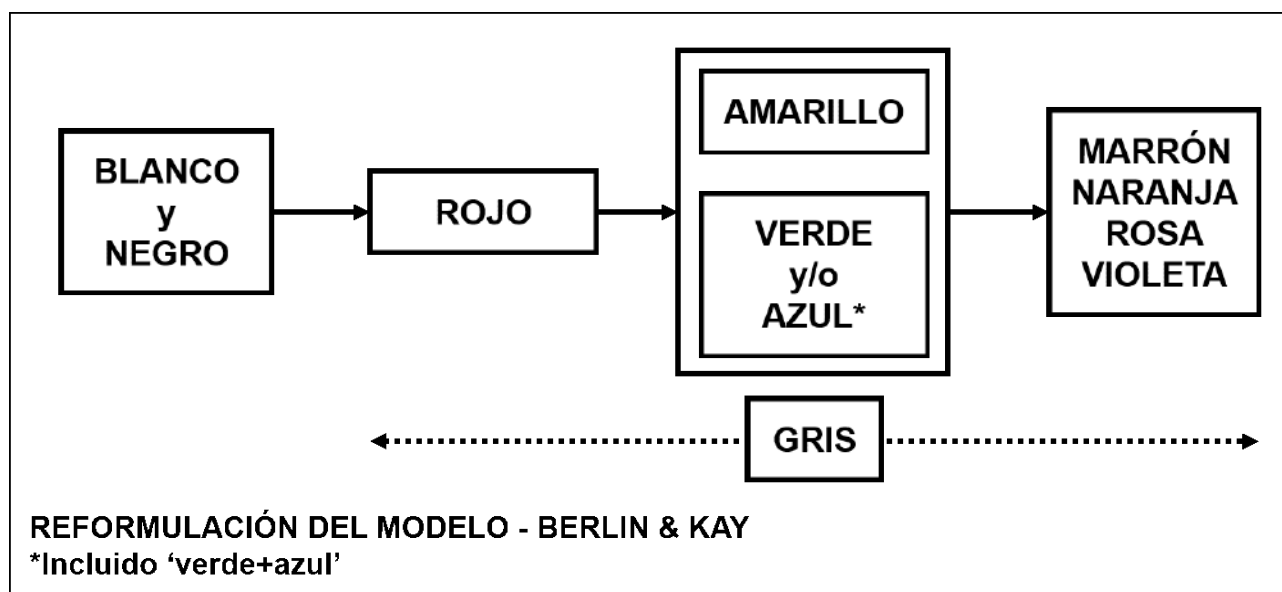 BLANCO
y
NEGRO
ROJO
AMARILLO
VERDE
y/o
AZUL*
MARRÓN
NARANJA
ROSA
VIOLETA
GRIS
REFORMULACIÓN DEL MODELO - BERLIN & KAY
*Incluido ‘verde+azul’